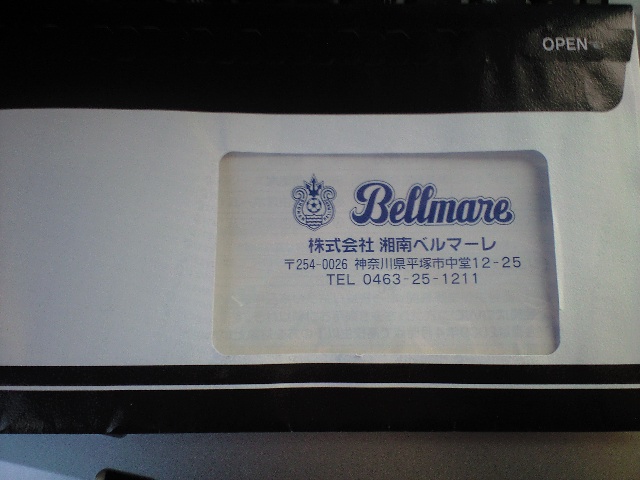 OPEN
Bellmare
株式会社 湘南ベルマーレ
〒254-0026 神奈川県平塚市中堂12-25
TEL 0463-25-1211